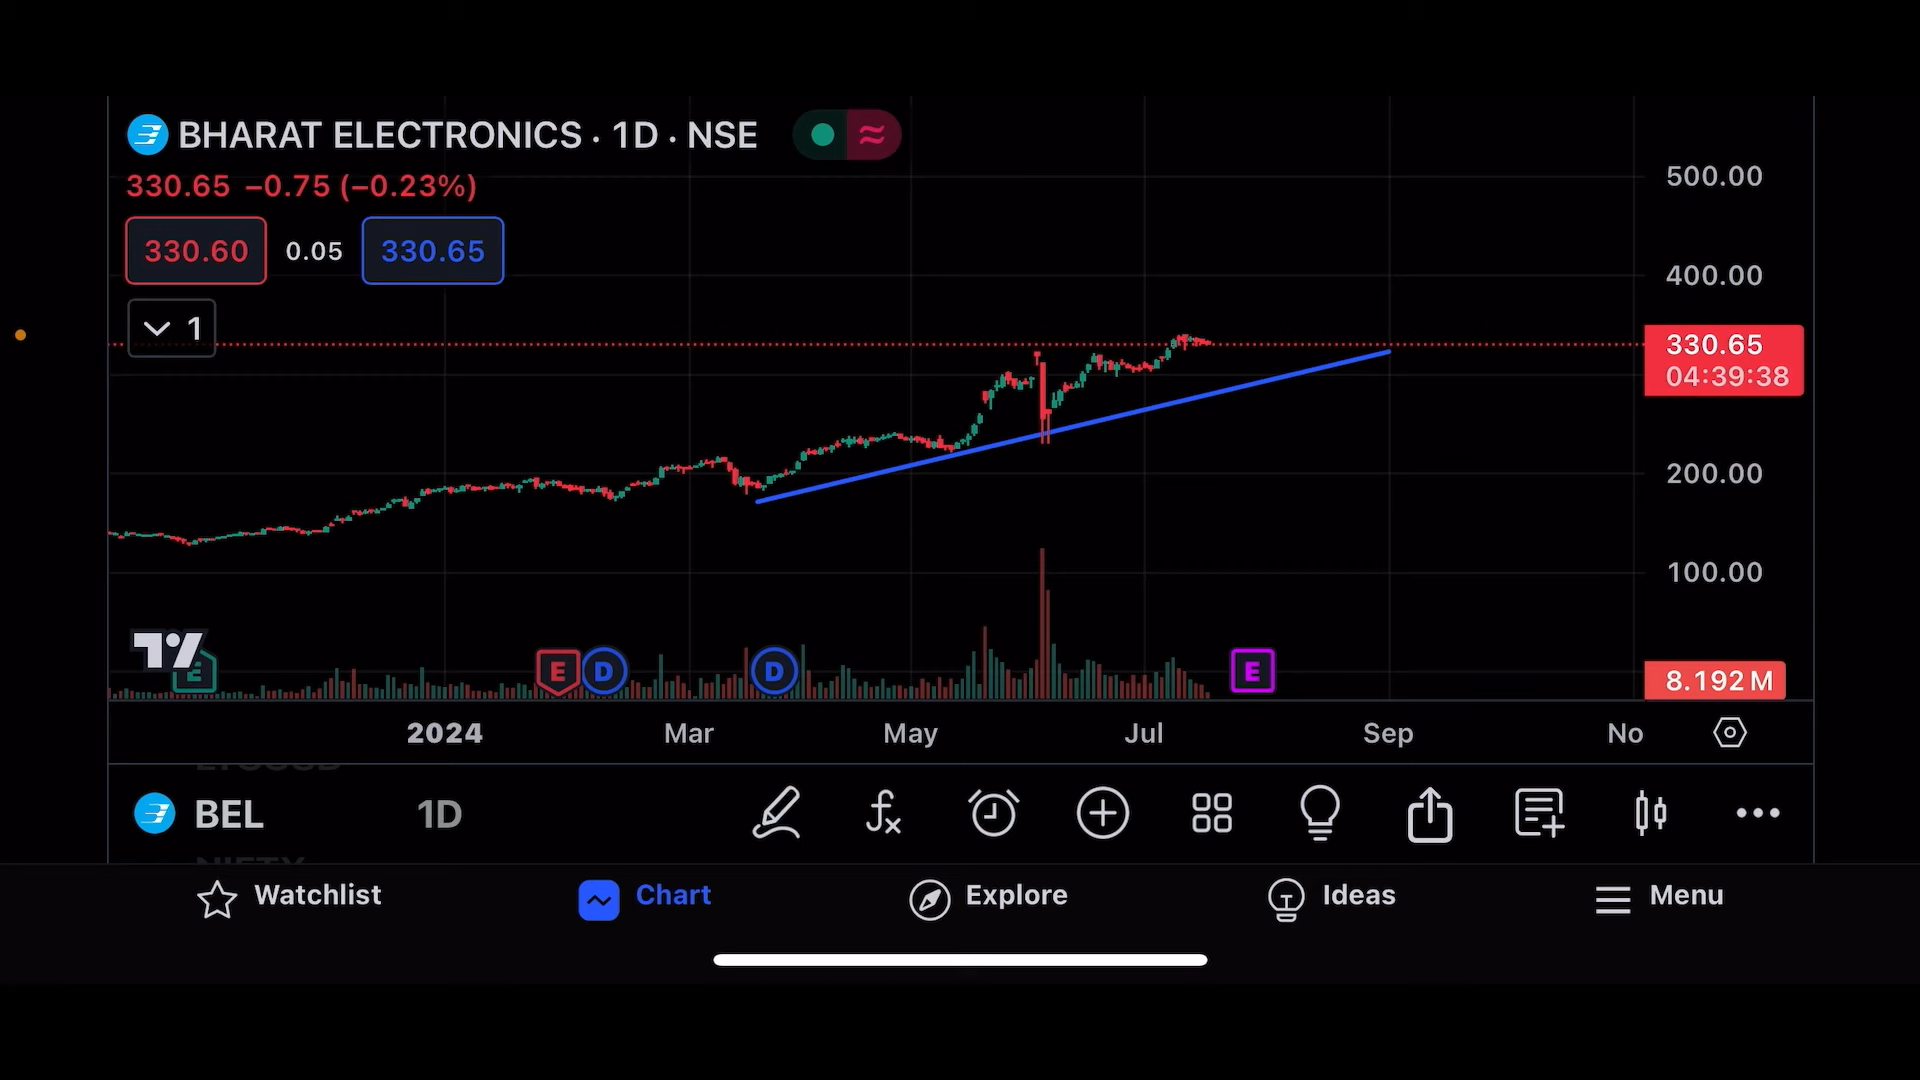 BHARAT ELECTRONICS · 1D · NSE
330.65 −0.75 (−0.23%)
330.60 0.05 330.65
1
500.00
400.00
330.65
04:39:38
200.00
100.00
8.192 M
E E D D E
2024 Mar May Jul Sep No
BEL 1D
Watchlist Chart Explore Ideas Menu